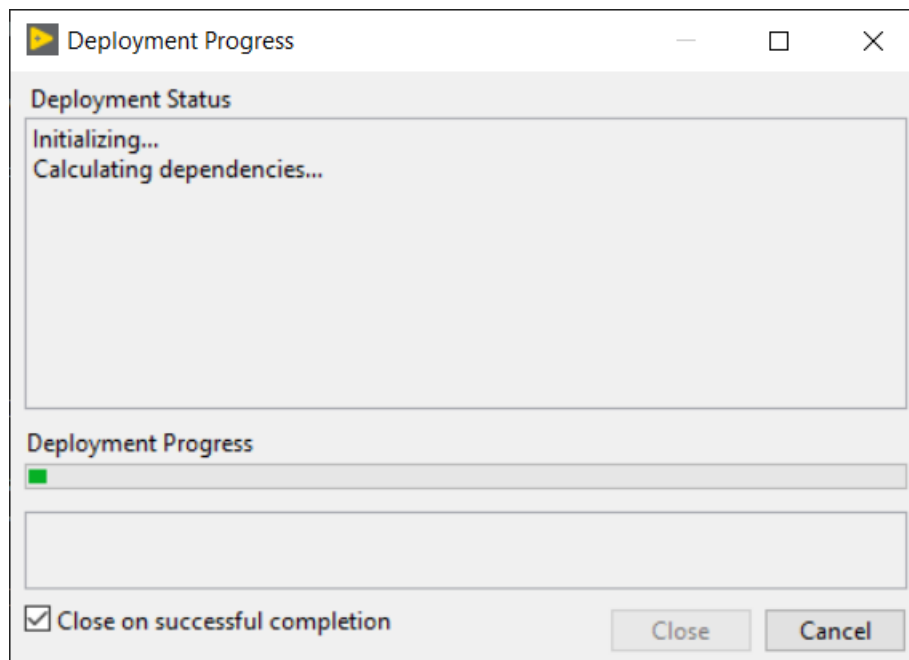 Deployment Progress
Deployment Status
Initializing...
Calculating dependencies...
Deployment Progress
Close on successful completion
Close
Cancel